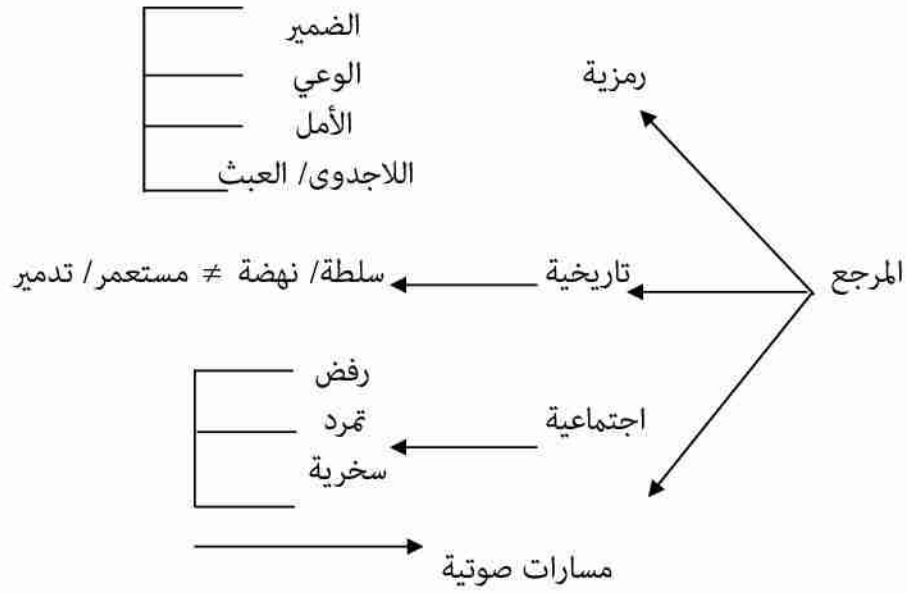 الضمير
الوعي
رمزية
الأمل
اللاجدوى/ العبث
المرجع
تاريخية
سلطة/ نهضة ≠ مستعمر/ تدمير
رفض
اجتماعية
تمرد
سخرية
مسارات صوتية